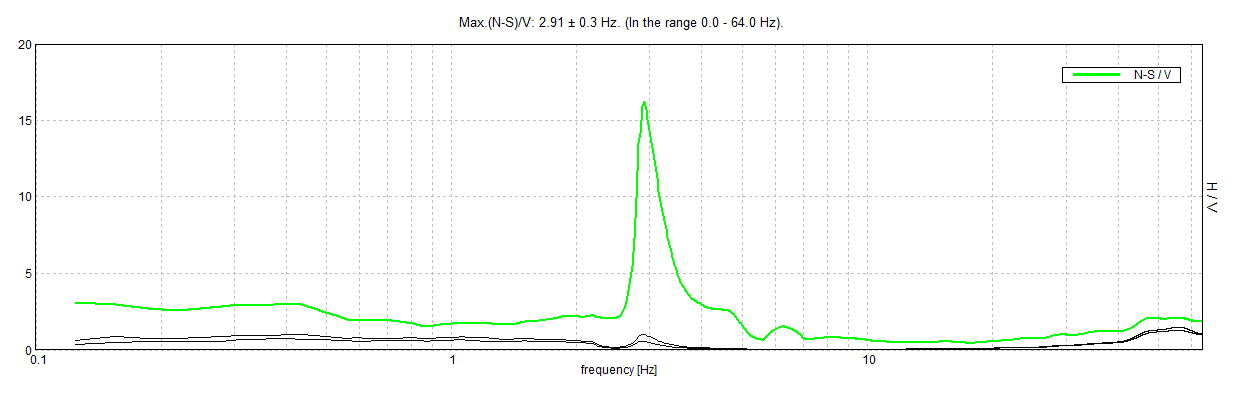 Max.(N-S)/V: 2.91 ± 0.3 Hz. (In the range 0.0 - 64.0 Hz).
20
N-S / V
15
10
H / V
5
0
0.1 1 10
frequency [Hz]